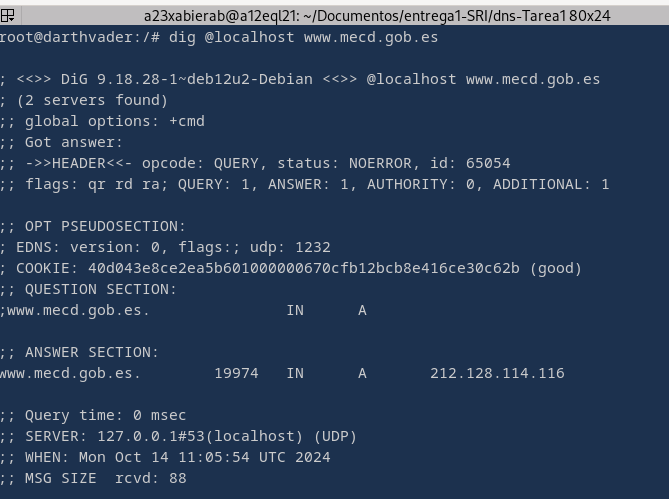 a23xabierab@a12eql21: ~/Documentos/entrega1-SRI/dns-Tarea1 80x24
root@darthvader:/# dig @localhost www.mecd.gob.es
; <<>> DiG 9.18.28-1~deb12u2-Debian <<>> @localhost www.mecd.gob.es
; (2 servers found)
;; global options: +cmd
;; Got answer:
;; ->>HEADER<<- opcode: QUERY, status: NOERROR, id: 65054
;; flags: qr rd ra; QUERY: 1, ANSWER: 1, AUTHORITY: 0, ADDITIONAL: 1
;; OPT PSEUDOSECTION:
; EDNS: version: 0, flags:; udp: 1232
; COOKIE: 40d043e8ce2ea5b601000000670cfb12bcb8e416ce30c62b (good)
;; QUESTION SECTION:
;www.mecd.gob.es. IN A
;; ANSWER SECTION:
www.mecd.gob.es. 19974 IN A 212.128.114.116
;; Query time: 0 msec
;; SERVER: 127.0.0.1#53(localhost) (UDP)
;; WHEN: Mon Oct 14 11:05:54 UTC 2024
;; MSG SIZE rcvd: 88